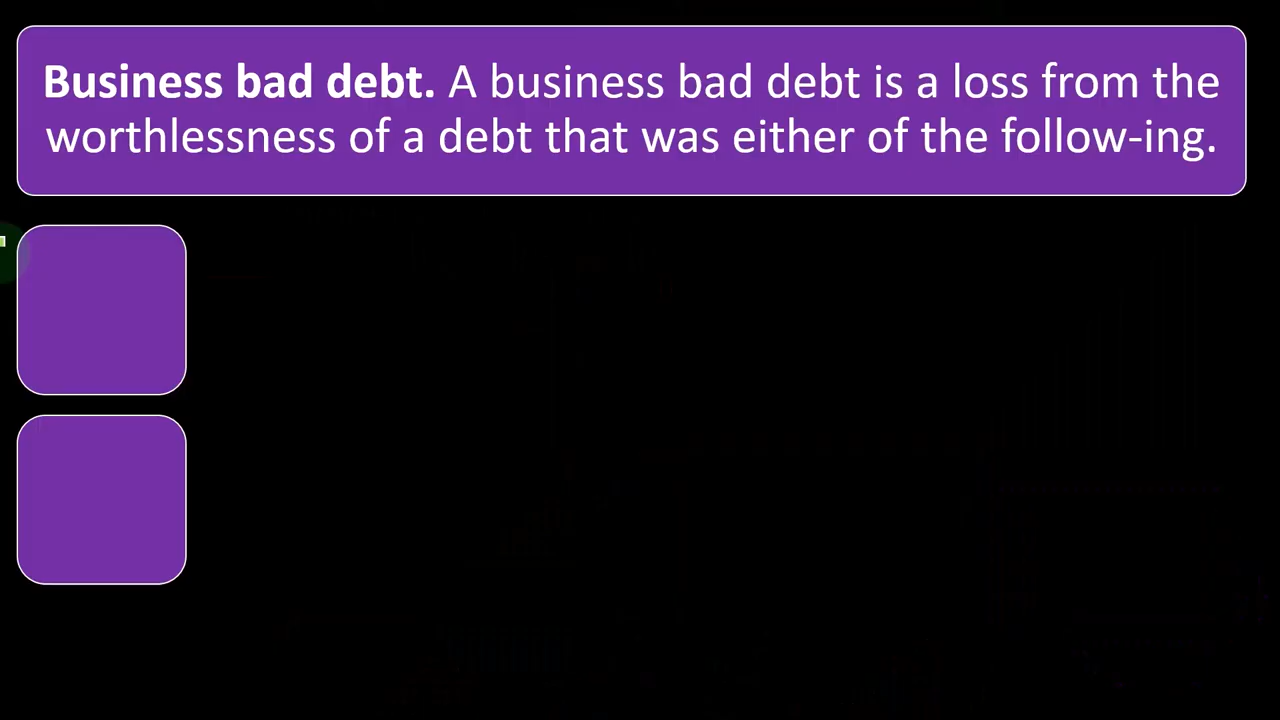 Business bad debt. A business bad debt is a loss from the
worthlessness of a debt that was either of the follow-ing.